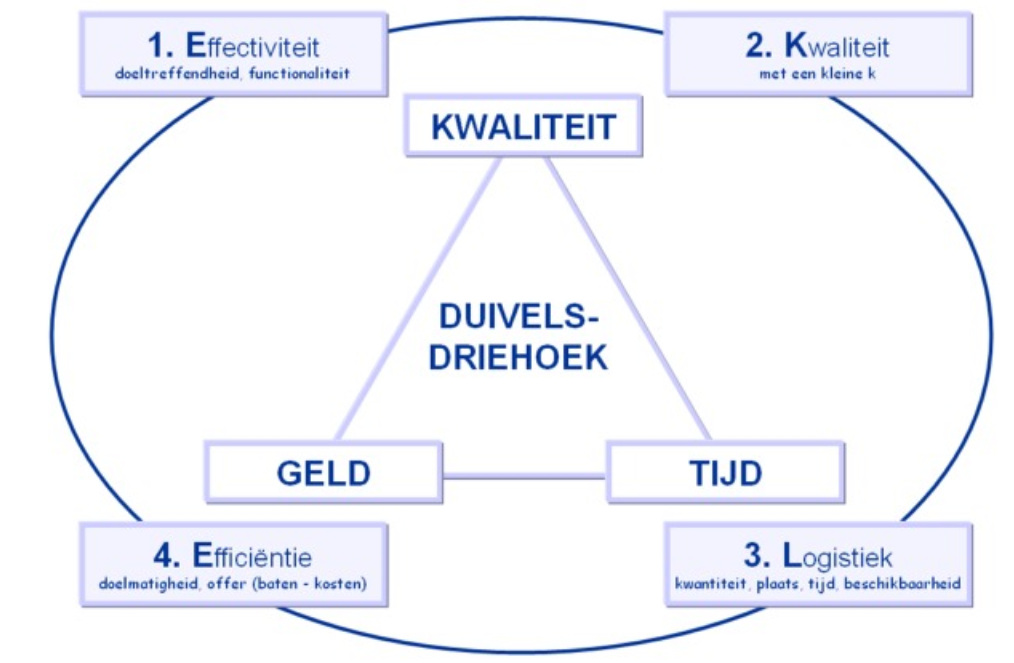 1. Effectiviteit
doeltreffendheid, functionaliteit
2. Kwaliteit
met een kleine k
KWALITEIT
DUIVELS-
DRIEHOEK
GELD
TIJD
4. Efficiëntie
doelmatigheid, offer (baten - kosten)
3. Logistiek
kwantiteit, plaats, tijd, beschikbaarheid